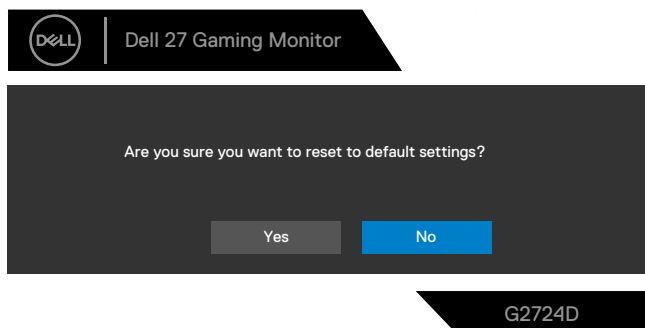 DELL
Dell 27 Gaming Monitor
Are you sure you want to reset to default settings?
Yes
No
G2724D